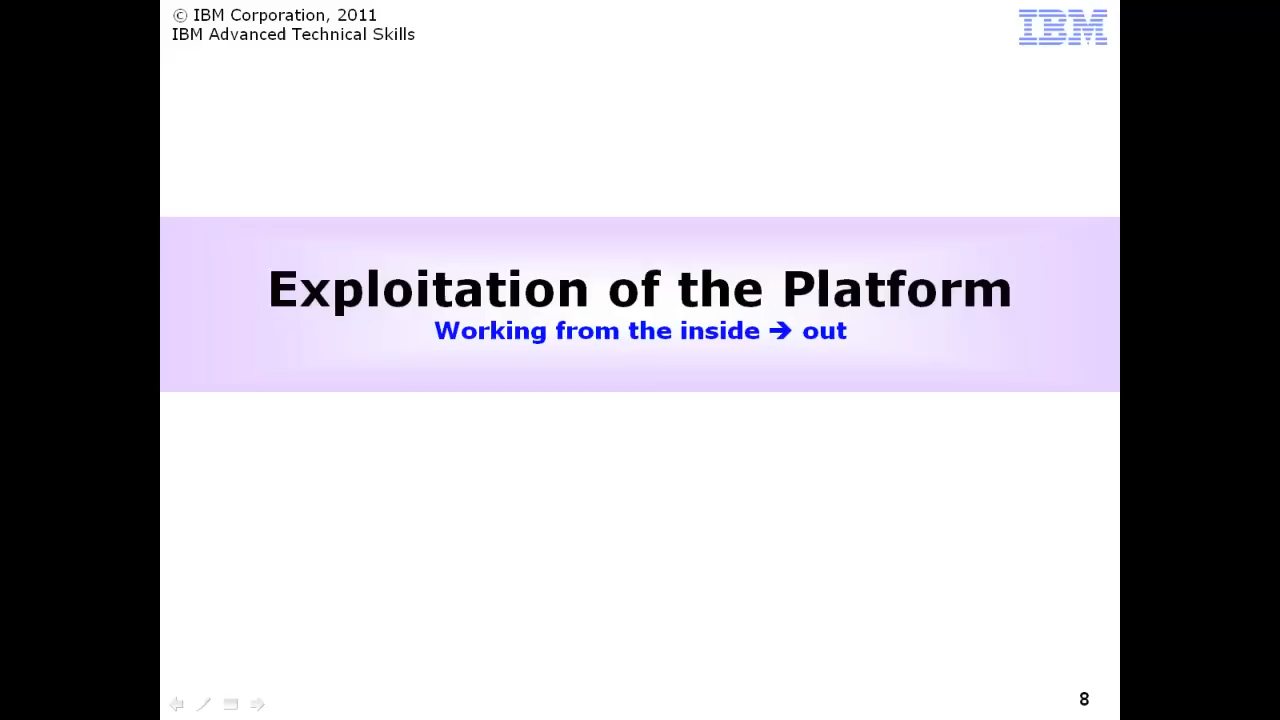 © IBM Corporation, 2011
IBM Advanced Technical Skills
IBM
Exploitation of the Platform
Working from the inside ➔ out
8